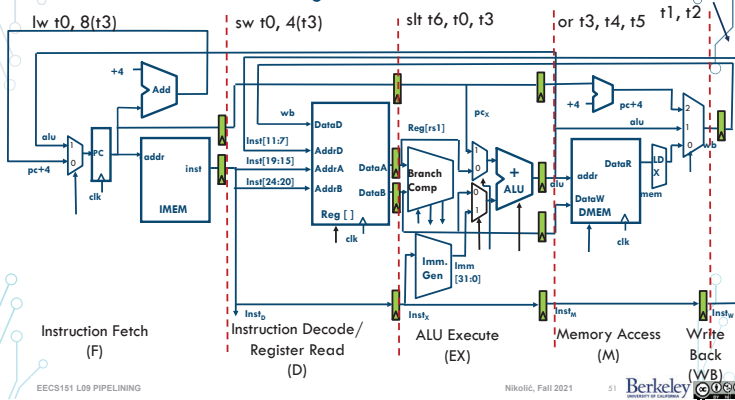 lw t0, 8(t3)
sw t0, 4(t3)
slt t6, t0, t3
or t3, t4, t5
t1, t2
+4
Add
alu
pc+4
1
0
PC
clk
addr
inst
IMEM
wb
Inst[11:7]
Inst[19:15]
Inst[24:20]
DataD
AddrD
AddrA
AddrB
DataA
DataB
Reg [ ]
clk
Reg[rs1]
Branch
Comp
pcX
1
0
0
1
+
ALU
Imm.
Gen
Imm
[31:0]
alu
+4
pc+4
alu
addr
DataR
DataW
DMEM
clk
LD
X
mem
2
1
0
wb
InstD
InstX
InstM
InstW
Instruction Fetch
(F)
Instruction Decode/
Register Read
(D)
ALU Execute
(EX)
Memory Access
(M)
Write
Back
(WB)
EECS151 L09 PIPELINING
Nikolić, Fall 2021
51
Berkeley
UNIVERSITY OF CALIFORNIA